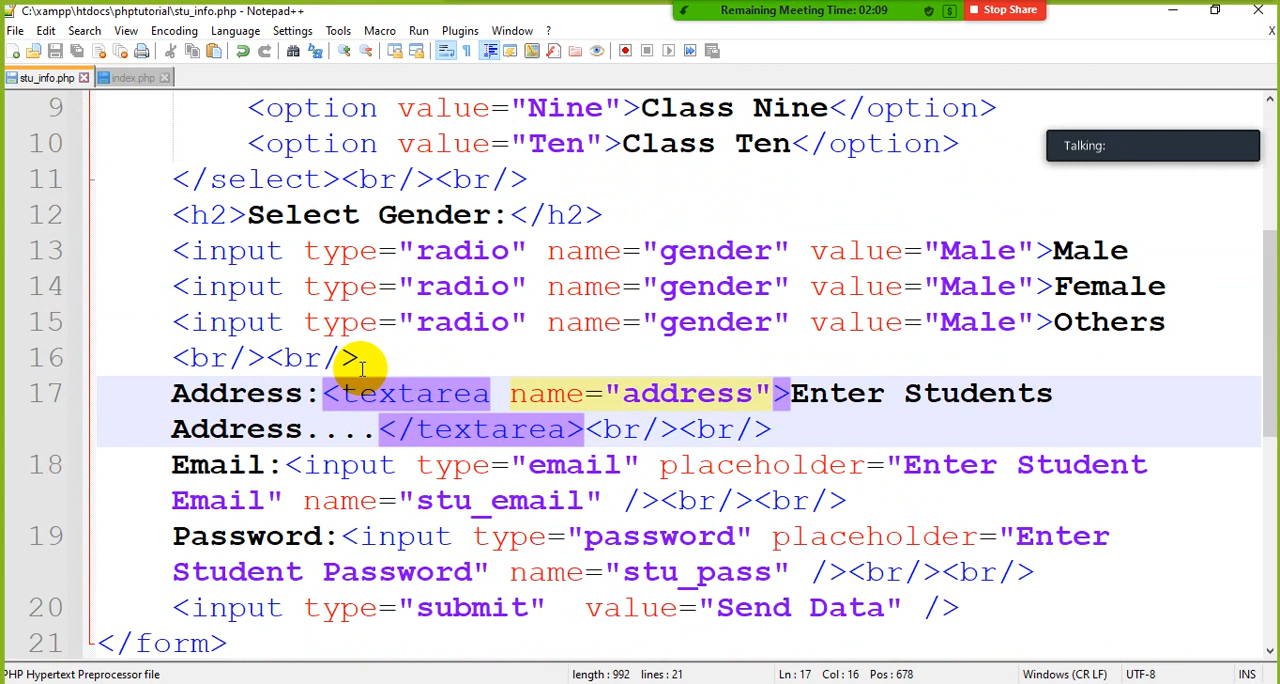 C:\xampp\htdocs\phptutorial\stu_info.php - Notepad++
Remaining Meeting Time: 02:09
Stop Share
File Edit Search View Encoding Language Settings Tools Macro Run Plugins Window ?
X
stu_info.php
index.php
Talking:
9 <option value="Nine">Class Nine</option>
10 <option value="Ten">Class Ten</option>
11 </select><br/><br/>
12 <h2>Select Gender:</h2>
13 <input type="radio" name="gender" value="Male">Male
14 <input type="radio" name="gender" value="Male">Female
15 <input type="radio" name="gender" value="Male">Others
16 <br/><br/>
17 Address:<textarea name="address">Enter Students
Address....</textarea><br/><br/>
18 Email:<input type="email" placeholder="Enter Student
Email" name="stu_email" /><br/><br/>
19 Password:<input type="password" placeholder="Enter
Student Password" name="stu_pass" /><br/><br/>
20 <input type="submit"  value="Send Data" />
21 </form>
PHP Hypertext Preprocessor file
length : 992 lines : 21
Ln : 17 Col : 16 Pos : 678
Windows (CR LF)
UTF-8
INS